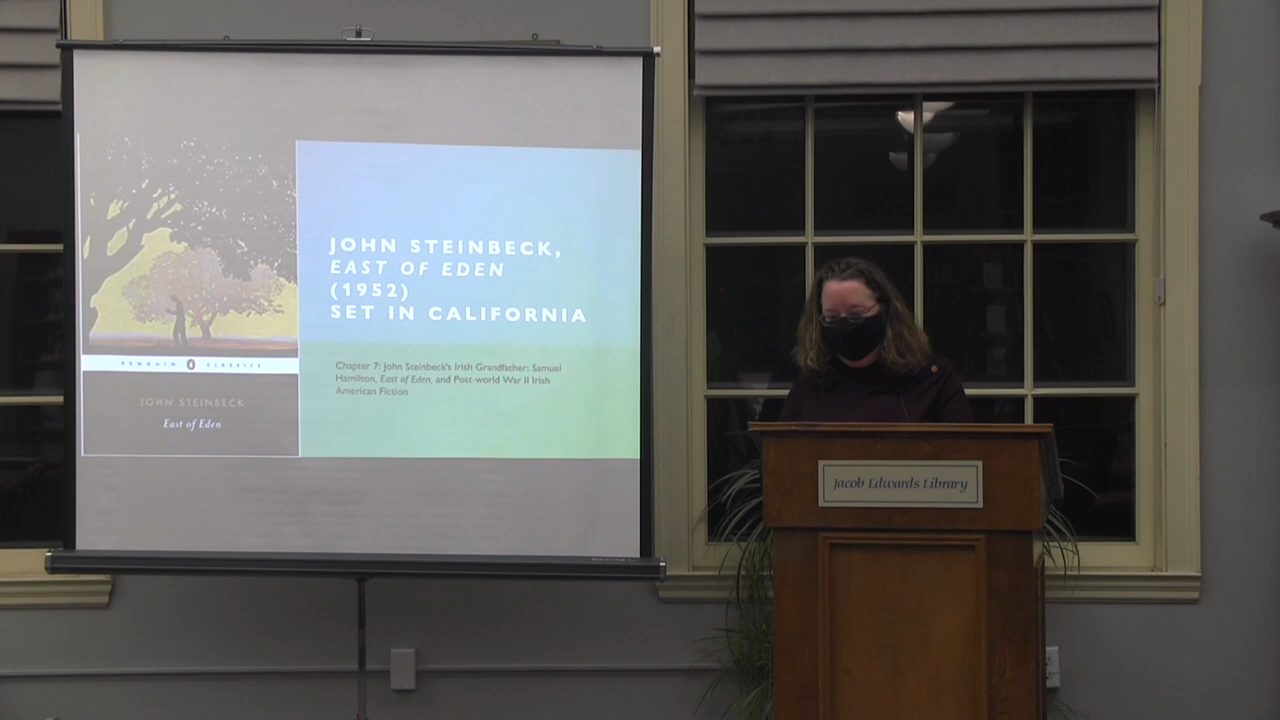 JOHN STEINBECK,
EAST OF EDEN
(1952)
SET IN CALIFORNIA
Chapter 7: John Steinbeck's Irish Grandfather: Samuel
Hamilton, East of Eden, and Post-world War II Irish
American Fiction
PENGUIN CLASSICS
JOHN STEINBECK
East of Eden
Jacob Edwards Library